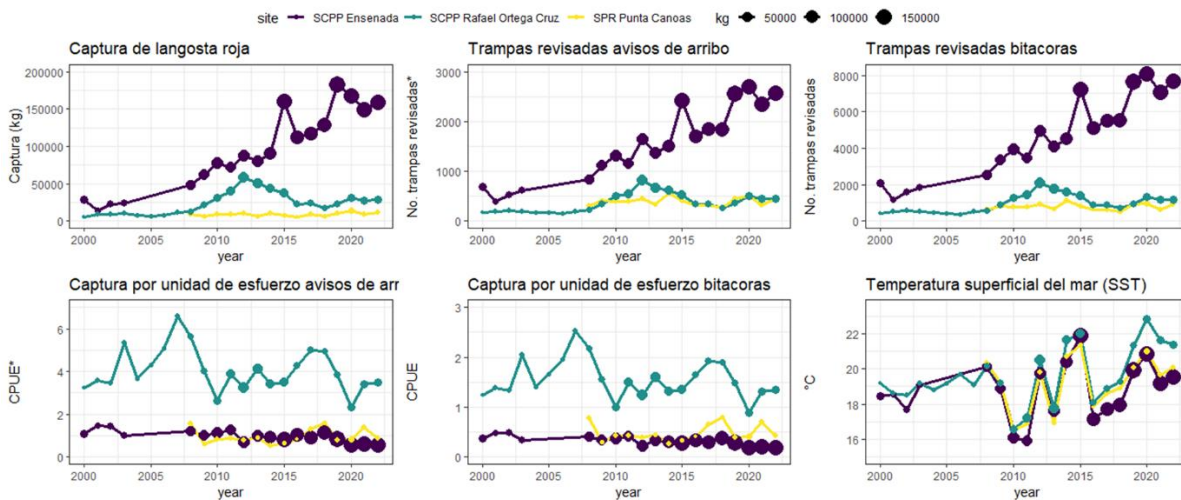 site SCPP Ensenada SCPP Rafael Ortega Cruz SPR Punta Canoas kg 50000 100000 150000
Captura de langosta roja
Captura (kg)
200000
150000
100000
50000
0
2000 2005 2010 2015 2020
year
Trampas revisadas avisos de arribo
No. trampas revisadas*
3000
2000
1000
0
2000 2005 2010 2015 2020
year
Trampas revisadas bitacoras
No. trampas revisadas
8000
6000
4000
2000
0
2000 2005 2010 2015 2020
year
Captura por unidad de esfuerzo avisos de arr
CPUE*
6
4
2
0
2000 2005 2010 2015 2020
year
Captura por unidad de esfuerzo bitacoras
CPUE
3
2
1
0
2000 2005 2010 2015 2020
year
Temperatura superficial del mar (SST)
°C
22
20
18
16
2000 2005 2010 2015 2020
year